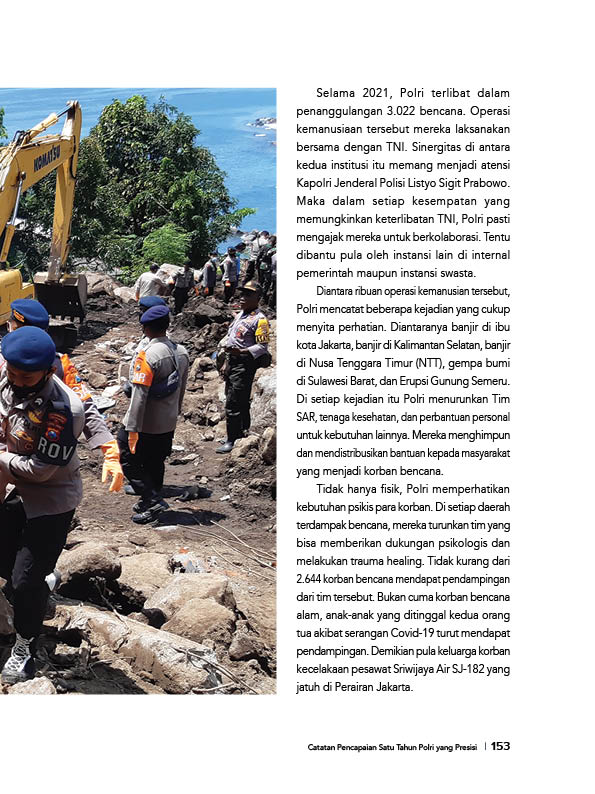 KOMATSU
ROV
Selama 2021, Polri terlibat dalam
penanggulangan 3.022 bencana. Operasi
kemanusiaan tersebut mereka laksanakan
bersama dengan TNI. Sinergitas di antara
kedua institusi itu memang menjadi atensi
Kapolri Jenderal Polisi Listyo Sigit Prabowo.
Maka dalam setiap kesempatan yang
memungkinkan keterlibatan TNI, Polri pasti
mengajak mereka untuk berkolaborasi. Tentu
dibantu pula oleh instansi lain di internal
pemerintah maupun instansi swasta.
Diantara ribuan operasi kemanusian tersebut,
Polri mencatat beberapa kejadian yang cukup
menyita perhatian. Diantaranya banjir di ibu
kota Jakarta, banjir di Kalimantan Selatan, banjir
di Nusa Tenggara Timur (NTT), gempa bumi
di Sulawesi Barat, dan Erupsi Gunung Semeru.
Di setiap kejadian itu Polri menurunkan Tim
SAR, tenaga kesehatan, dan perbantuan personal
untuk kebutuhan lainnya. Mereka menghimpun
dan mendistribusikan bantuan kepada masyarakat
yang menjadi korban bencana.
Tidak hanya fisik, Polri memperhatikan
kebutuhan psikis para korban. Di setiap daerah
terdampak bencana, mereka turunkan tim yang
bisa memberikan dukungan psikologis dan
melakukan trauma healing. Tidak kurang dari
2.644 korban bencana mendapat pendampingan
dari tim tersebut. Bukan cuma korban bencana
alam, anak-anak yang ditinggal kedua orang
tua akibat serangan Covid-19 turut mendapat
pendampingan. Demikian pula keluarga korban
kecelakaan pesawat Sriwijaya Air SJ-182 yang
jatuh di Perairan Jakarta.
Catatan Pencapaian Satu Tahun Polri yang Presisi | 153